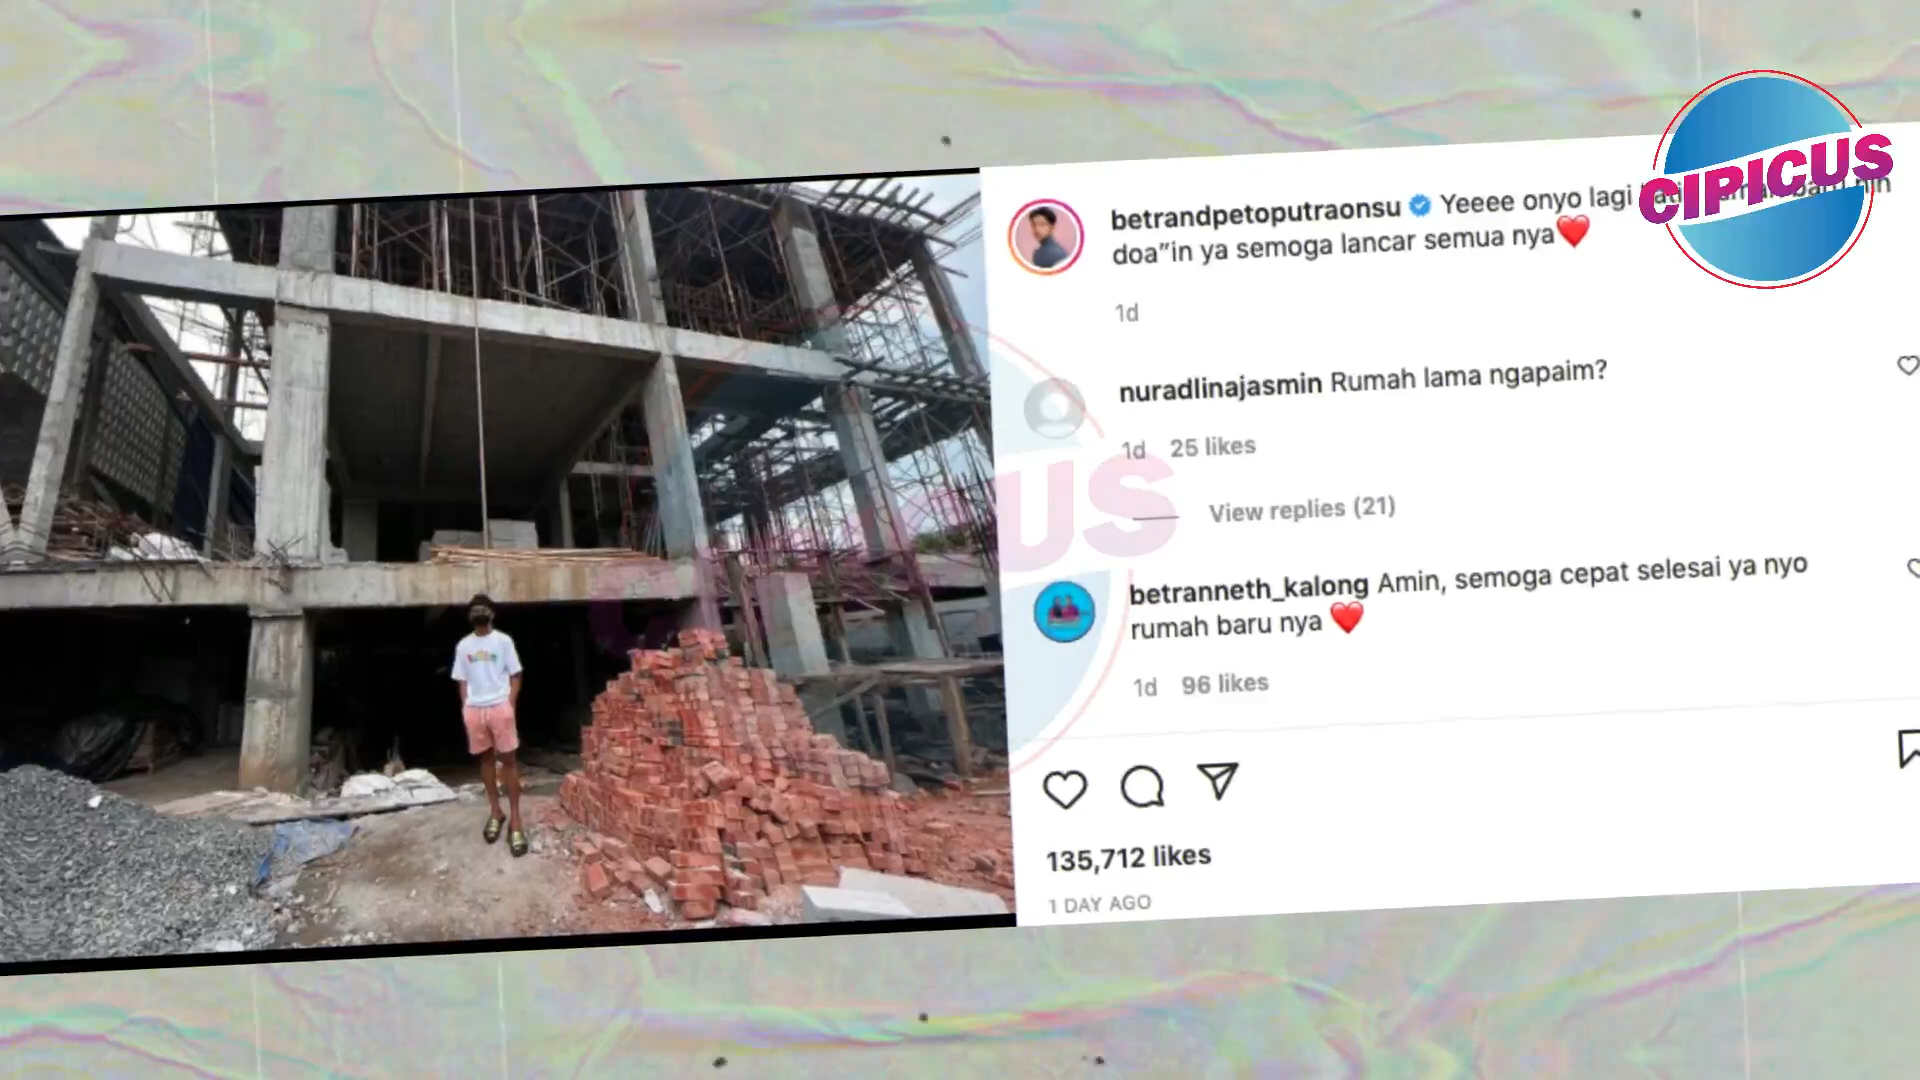 CIPICUS
betrandpetoputraonsu Yeeee onyo lagi
doa"in ya semoga lancar semua nya❤️
1d
nuradlinajasmin Rumah lama ngapaim?
1d 25 likes
View replies (21)
betranneth_kalong Amin, semoga cepat selesai ya nyo
rumah baru nya ❤️
1d 96 likes
135,712 likes
1 DAY AGO